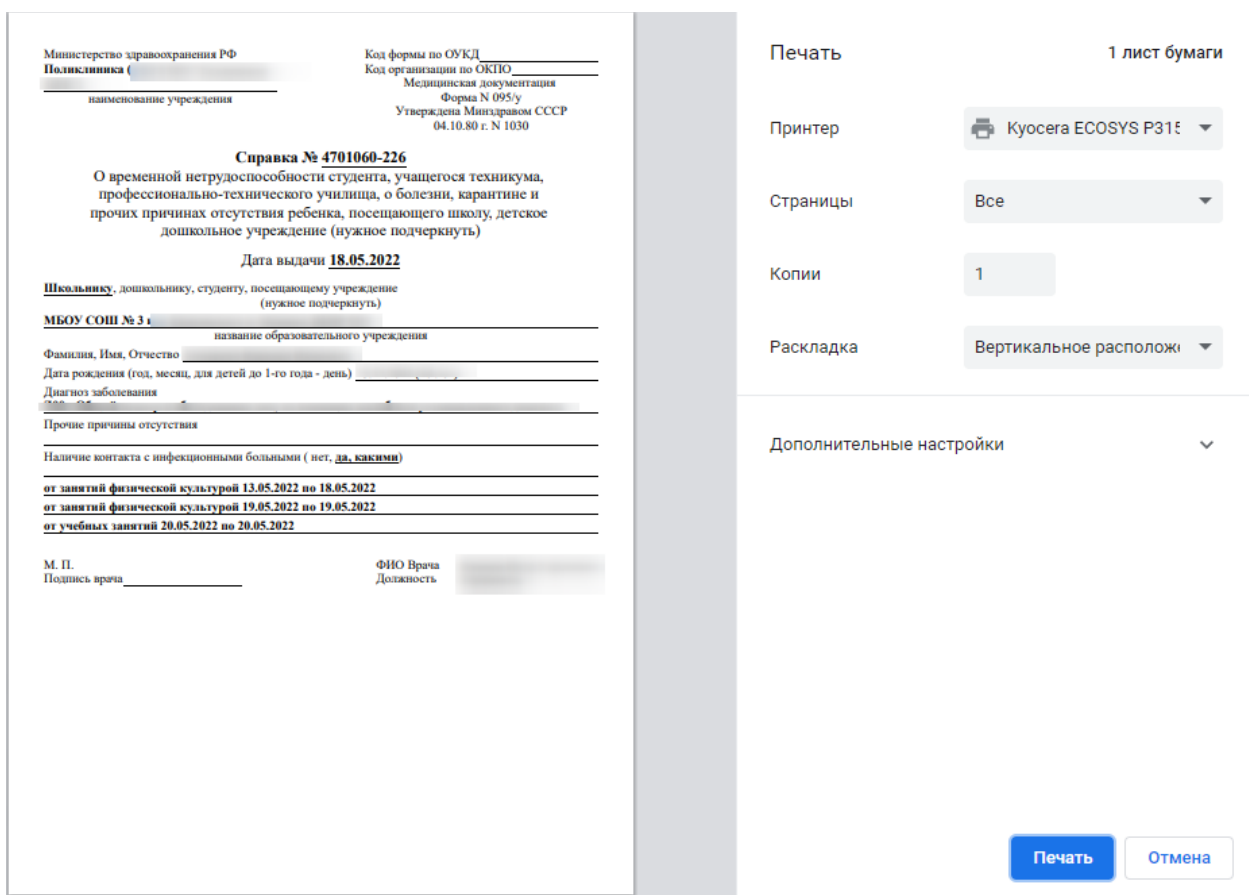 Министерство здравоохранения РФ
Поликлиника (
наименование учреждения
Код формы по ОУКД
Код организации по ОКПО
Медицинская документация
Форма N 095/у
Утверждена Минздравом СССР
04.10.80 г. N 1030
Справка № 4701060-226
О временной нетрудоспособности студента, учащегося техникума,
профессионально-технического училища, о болезни, карантине и
прочих причинах отсутствия ребенка, посещающего школу, детское
дошкольное учреждение (нужное подчеркнуть)
Дата выдачи 18.05.2022
Школьнику, дошкольнику, студенту, посещающему учреждение
(нужное подчеркнуть)
МБОУ СОШ № 3
название образовательного учреждения
Фамилия, Имя, Отчество
Дата рождения (год, месяц, для детей до 1-го года - день)
Диагноз заболевания
Прочие причины отсутствия
Наличие контакта с инфекционными больными ( нет, да, какими)
от занятий физической культурой 13.05.2022 по 18.05.2022
от занятий физической культурой 19.05.2022 по 19.05.2022
от учебных занятий 20.05.2022 по 20.05.2022
М. П.
Подпись врача
ФИО Врача
Должность
Печать
1 лист бумаги
Принтер
Kyocera ECOSYS P315
Страницы
Все
Копии
1
Раскладка
Вертикальное располож
Дополнительные настройки
Печать
Отмена